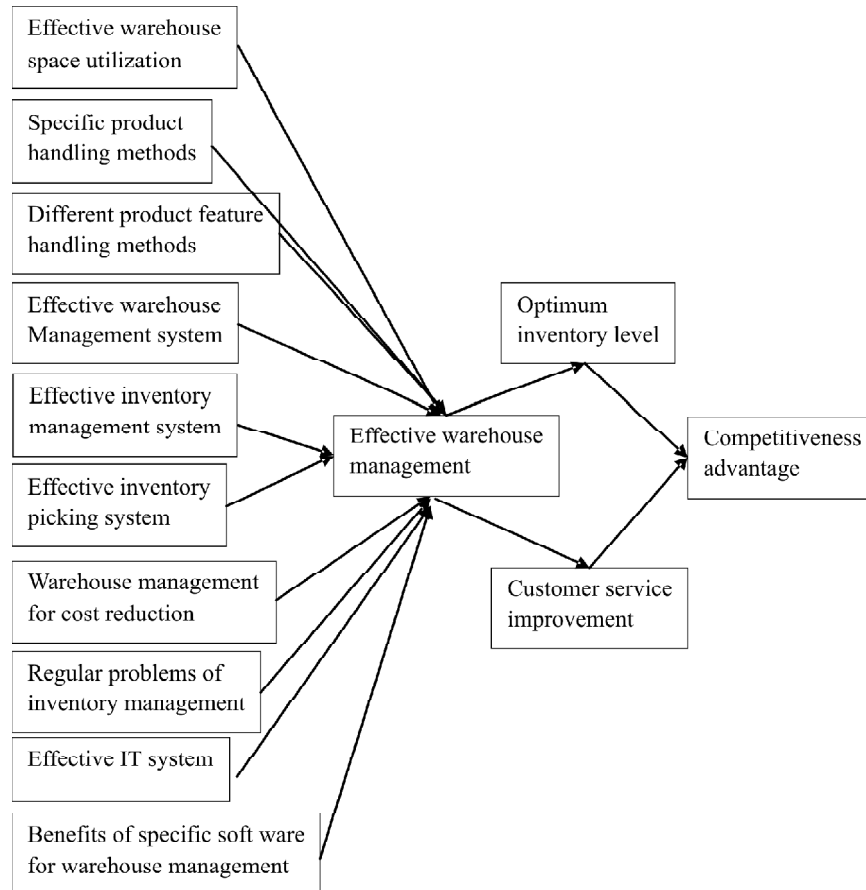 Effective warehouse
space utilization
Specific product
handling methods
Different product feature
handling methods
Effective warehouse
Management system
Effective inventory
management system
Effective inventory
picking system
Warehouse management
for cost reduction
Regular problems of
inventory management
Effective IT system
Benefits of specific soft ware
for warehouse management
Effective warehouse
management
Optimum
inventory level
Customer service
improvement
Competitiveness
advantage